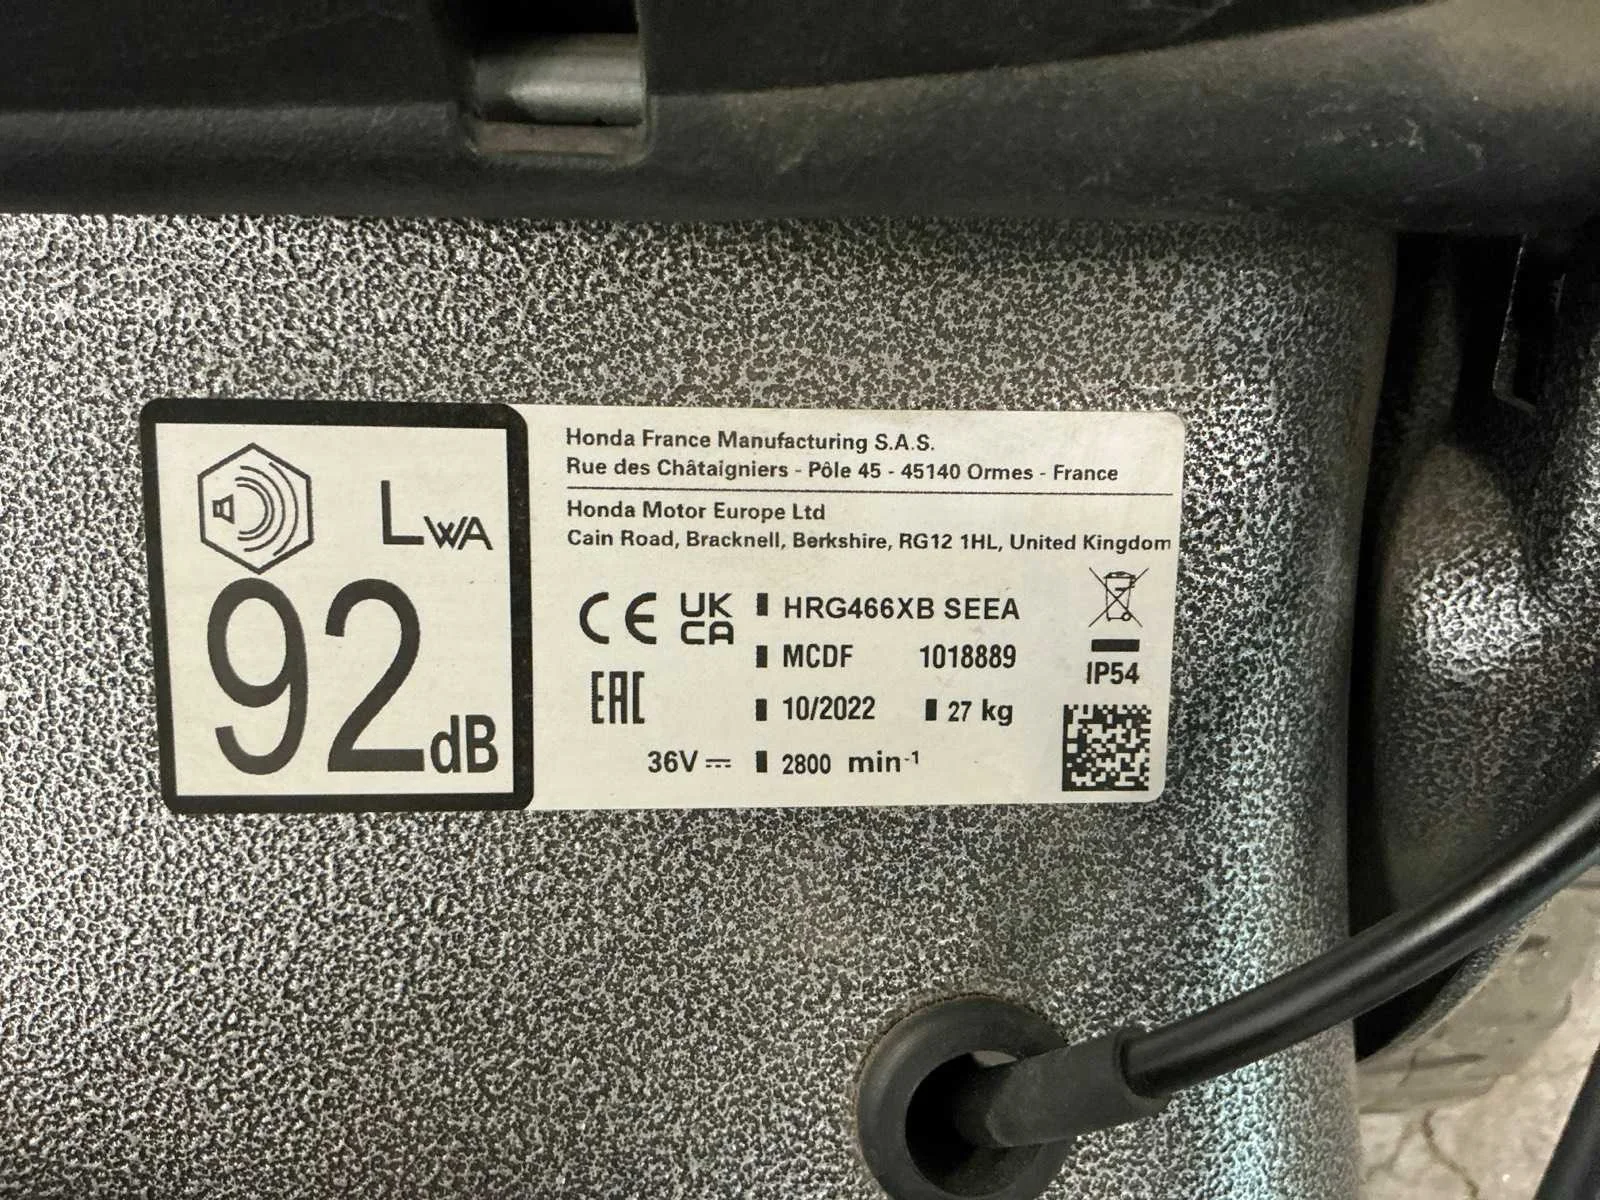 LWA
92dB
Honda France Manufacturing S.A.S.
Rue des Châtaigniers - Pôle 45 - 45140 Ormes - France
Honda Motor Europe Ltd
Cain Road, Bracknell, Berkshire, RG12 1HL, United Kingdom
CE UKCA HRG466XB SEEA
MCDF 1018889
IP54
EAC 10/2022 27 kg
36V 2800 min-1